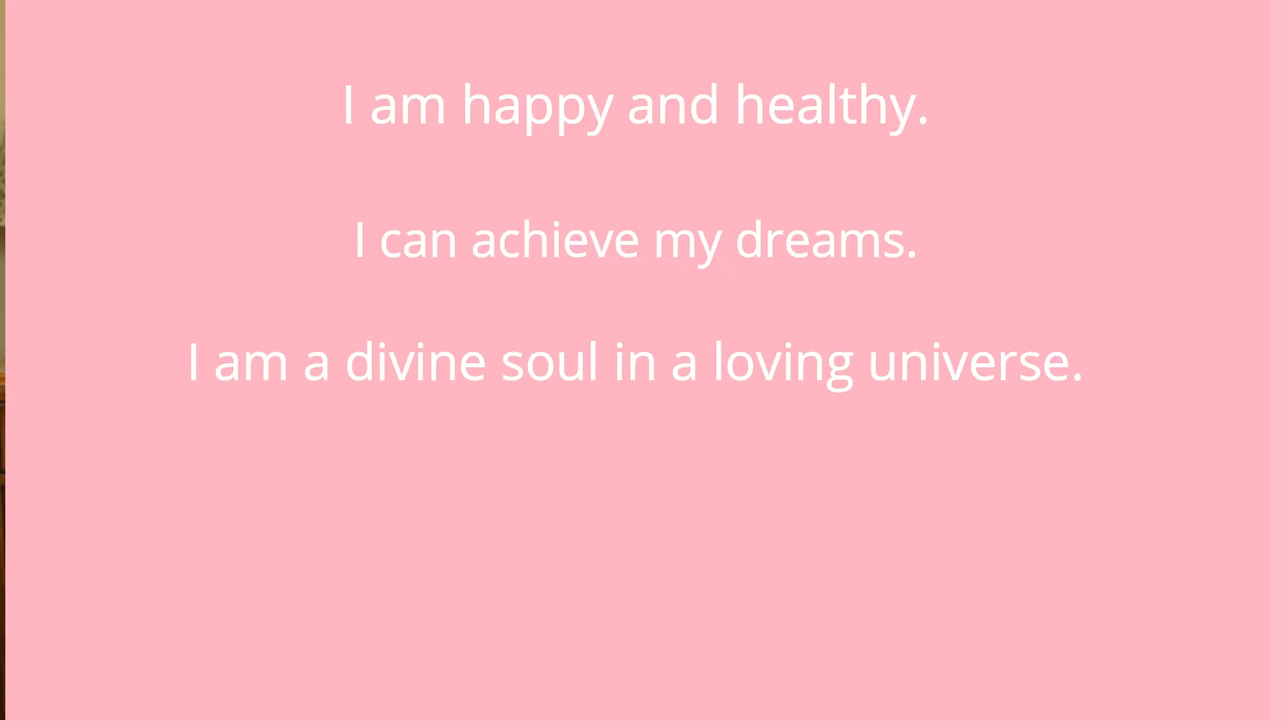 I am happy and healthy.
I can achieve my dreams.
I am a divine soul in a loving universe.